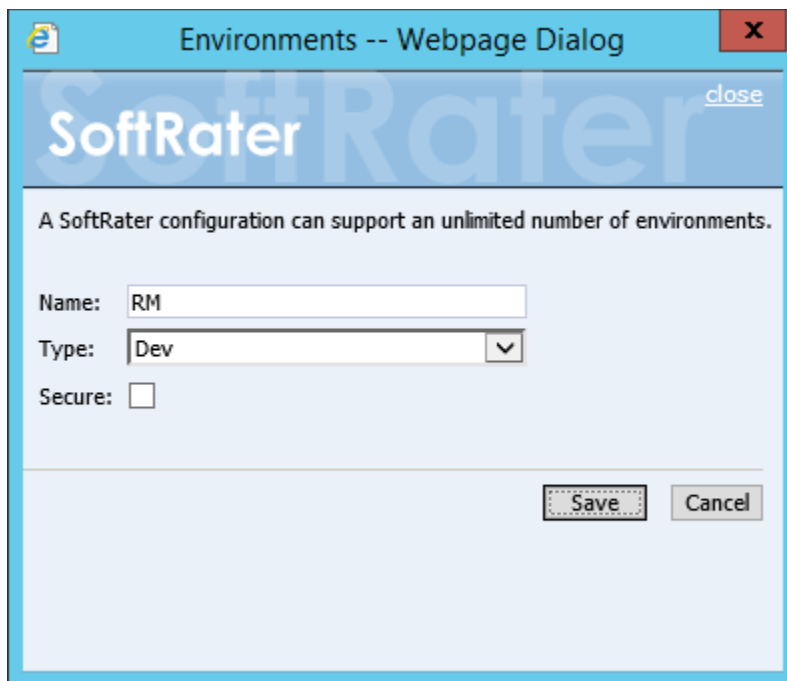 Environments -- Webpage Dialog
x
SoftRater
close
SoftRater
A SoftRater configuration can support an unlimited number of environments.
Name: RM
Type: Dev
Secure:
Save Cancel